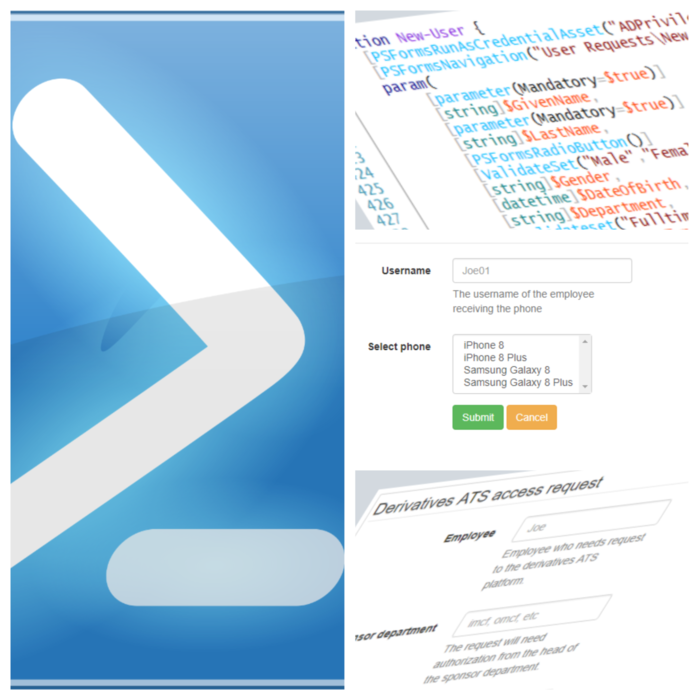 tion New-User {
[PSFormsRunAsCredentialAsset("ADPrivil
[PSFormsNavigation("User Requests\New
param(
[parameter(Mandatory=$true)]
[string]$GivenName,
[parameter(Mandatory=$true)]
[string]$LastName,
[PSFormsRadioButton()]
[validateSet("Male","Fema
[string]$Gender,
[datetime]$DateOfBirth,
[string]$Department,
425
426
427
Username
Joe01
The username of the employee
receiving the phone
Select phone
iPhone 8
iPhone 8 Plus
Samsung Galaxy 8
Samsung Galaxy 8 Plus
Submit Cancel
Derivatives ATS access request
Employee
Joe
Employee who needs request
to the derivatives ATS
platform.
sor department
imct, omct, etc
The request will need
authorization from the head of
the sponsor department.